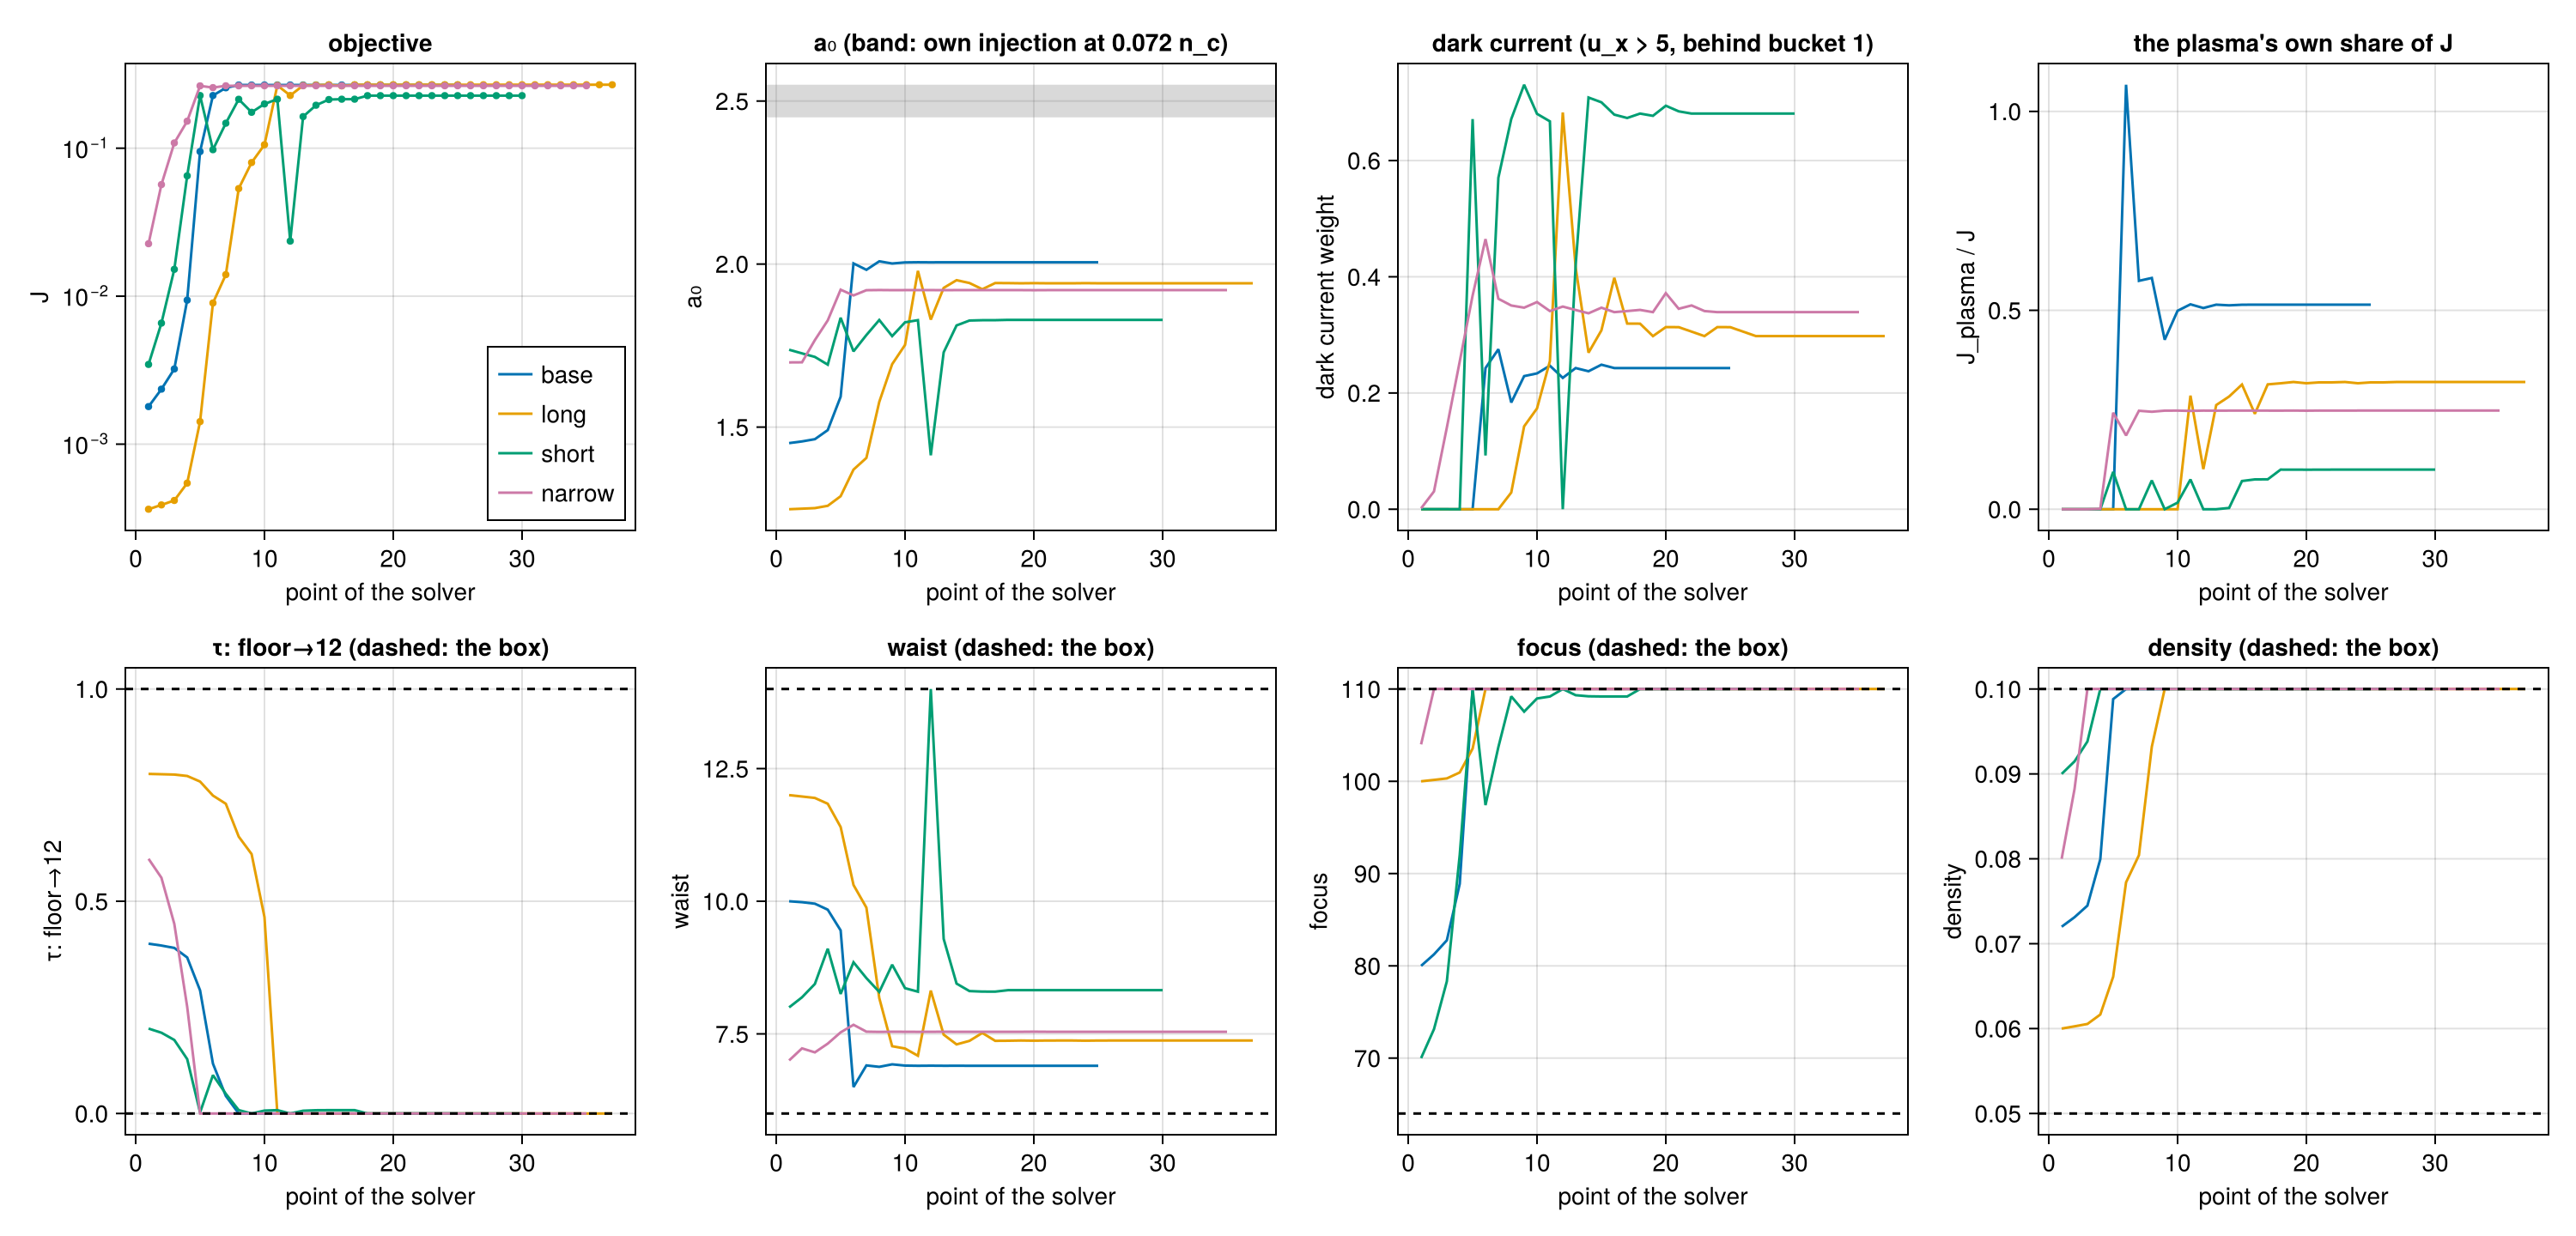 objective
J
10⁻¹
10⁻²
10⁻³
base
long
short
narrow
0 10 20 30
point of the solver
a₀ (band: own injection at 0.072 n_c)
a₀
2.5
2.0
1.5
0 10 20 30
point of the solver
dark current (u_x > 5, behind bucket 1)
dark current weight
0.6
0.4
0.2
0.0
0 10 20 30
point of the solver
the plasma's own share of J
J_plasma / J
1.0
0.5
0.0
0 10 20 30
point of the solver
τ: floor→12 (dashed: the box)
τ: floor→12
1.0
0.5
0.0
0 10 20 30
point of the solver
waist (dashed: the box)
waist
12.5
10.0
7.5
0 10 20 30
point of the solver
focus (dashed: the box)
focus
110
100
90
80
70
0 10 20 30
point of the solver
density (dashed: the box)
density
0.10
0.09
0.08
0.07
0.06
0.05
0 10 20 30
point of the solver